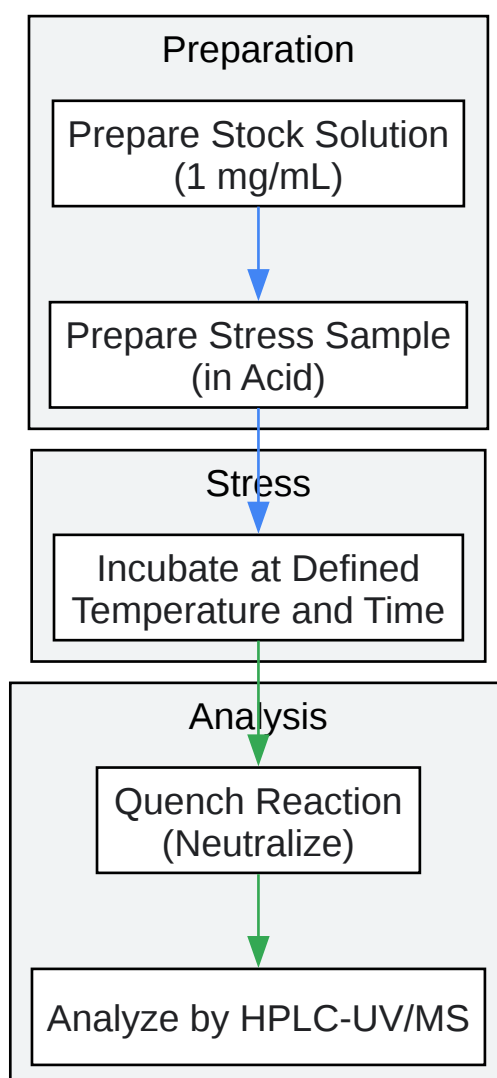 Preparation
Prepare Stock Solution
(1 mg/mL)
Prepare Stress Sample
(in Acid)
Stress
Incubate at Defined
Temperature and Time
Analysis
Quench Reaction
(Neutralize)
Analyze by HPLC-UV/MS